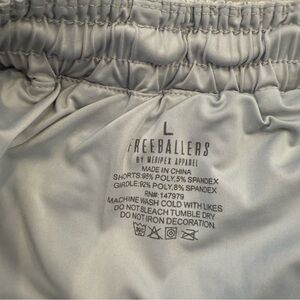 L
FREEBALLERS
BY MERIPEX APPAREL
MADE IN CHINA
SHORTS:95% POLY,5% SPANDEX
GIRDLE:92% POLY,8% SPANDEX
RN#:147979
MACHINE WASH COLD WITH LIKES
DO NOT BLEACH TUMBLE DRY
DO NOT IRON DECORATION